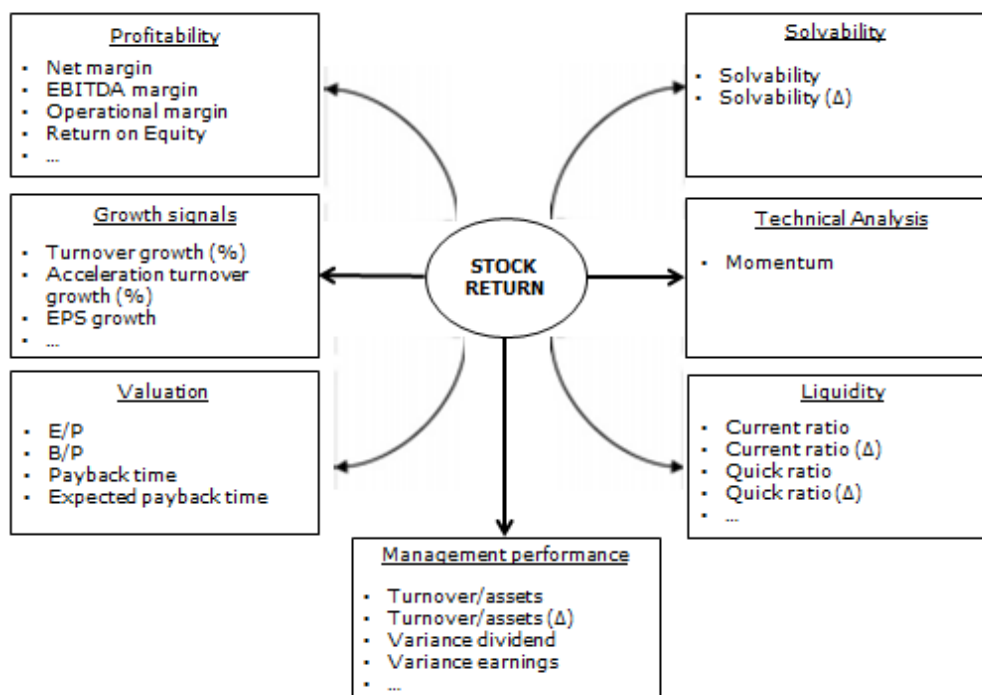 Profitability
• Net margin
• EBITDA margin
• Operational margin
• Return on Equity
• ...
Solvability
• Solvability
• Solvability (Δ)
Growth signals
• Turnover growth (%)
• Acceleration turnover
growth (%)
• EPS growth
• ...
STOCK
RETURN
Technical Analysis
• Momentum
Valuation
• E/P
• B/P
• Payback time
• Expected payback time
Liquidity
• Current ratio
• Current ratio (Δ)
• Quick ratio
• Quick ratio (Δ)
• ...
Management performance
• Turnover/assets
• Turnover/assets (Δ)
• Variance dividend
• Variance earnings
• ...